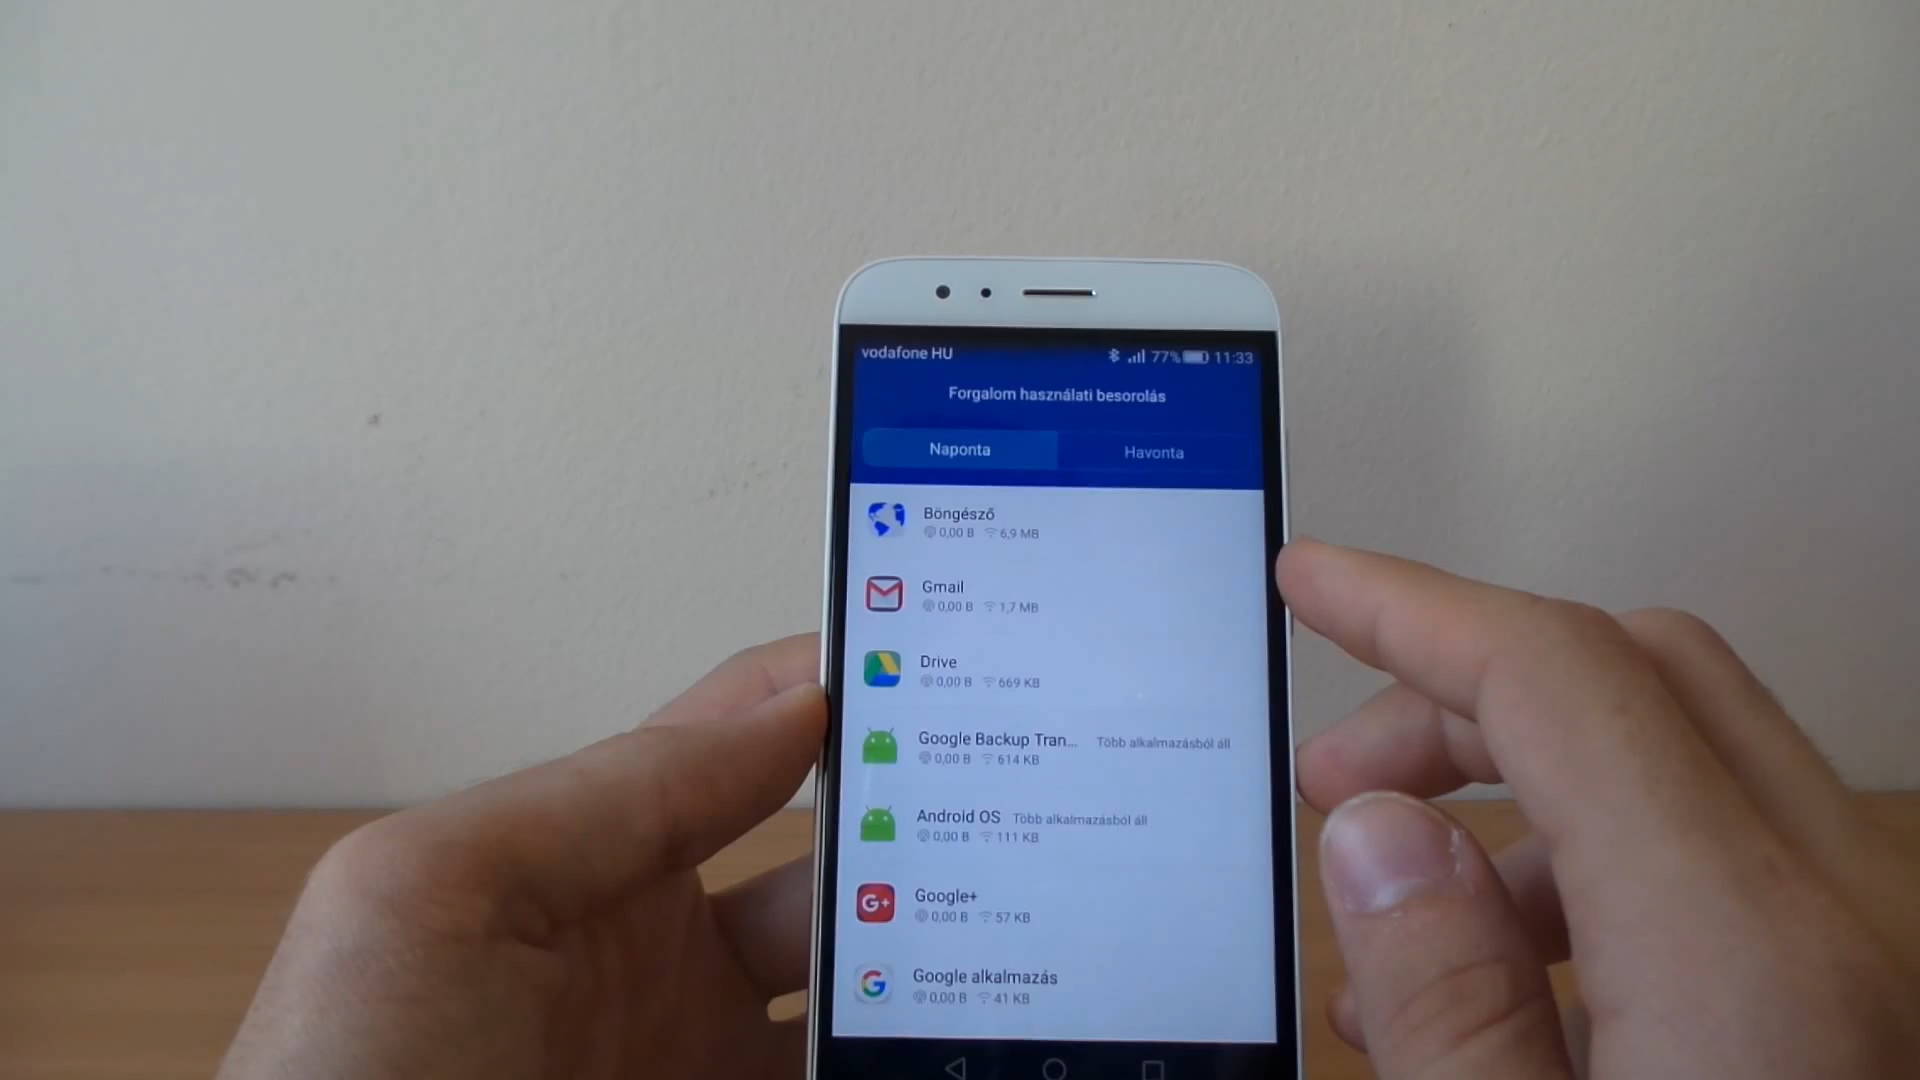 vodafone HU 77% 11:33
Forgalom használati besorolás
Naponta Havonta
Böngésző
0,00 B 6,9 MB
Gmail
0,00 B 1,7 MB
Drive
0,00 B 669 KB
Google Backup Tran... Több alkalmazásból áll
0,00 B 614 KB
Android OS Több alkalmazásból áll
0,00 B 111 KB
G+ Google+
0,00 B 57 KB
G Google alkalmazás
0,00 B 41 KB